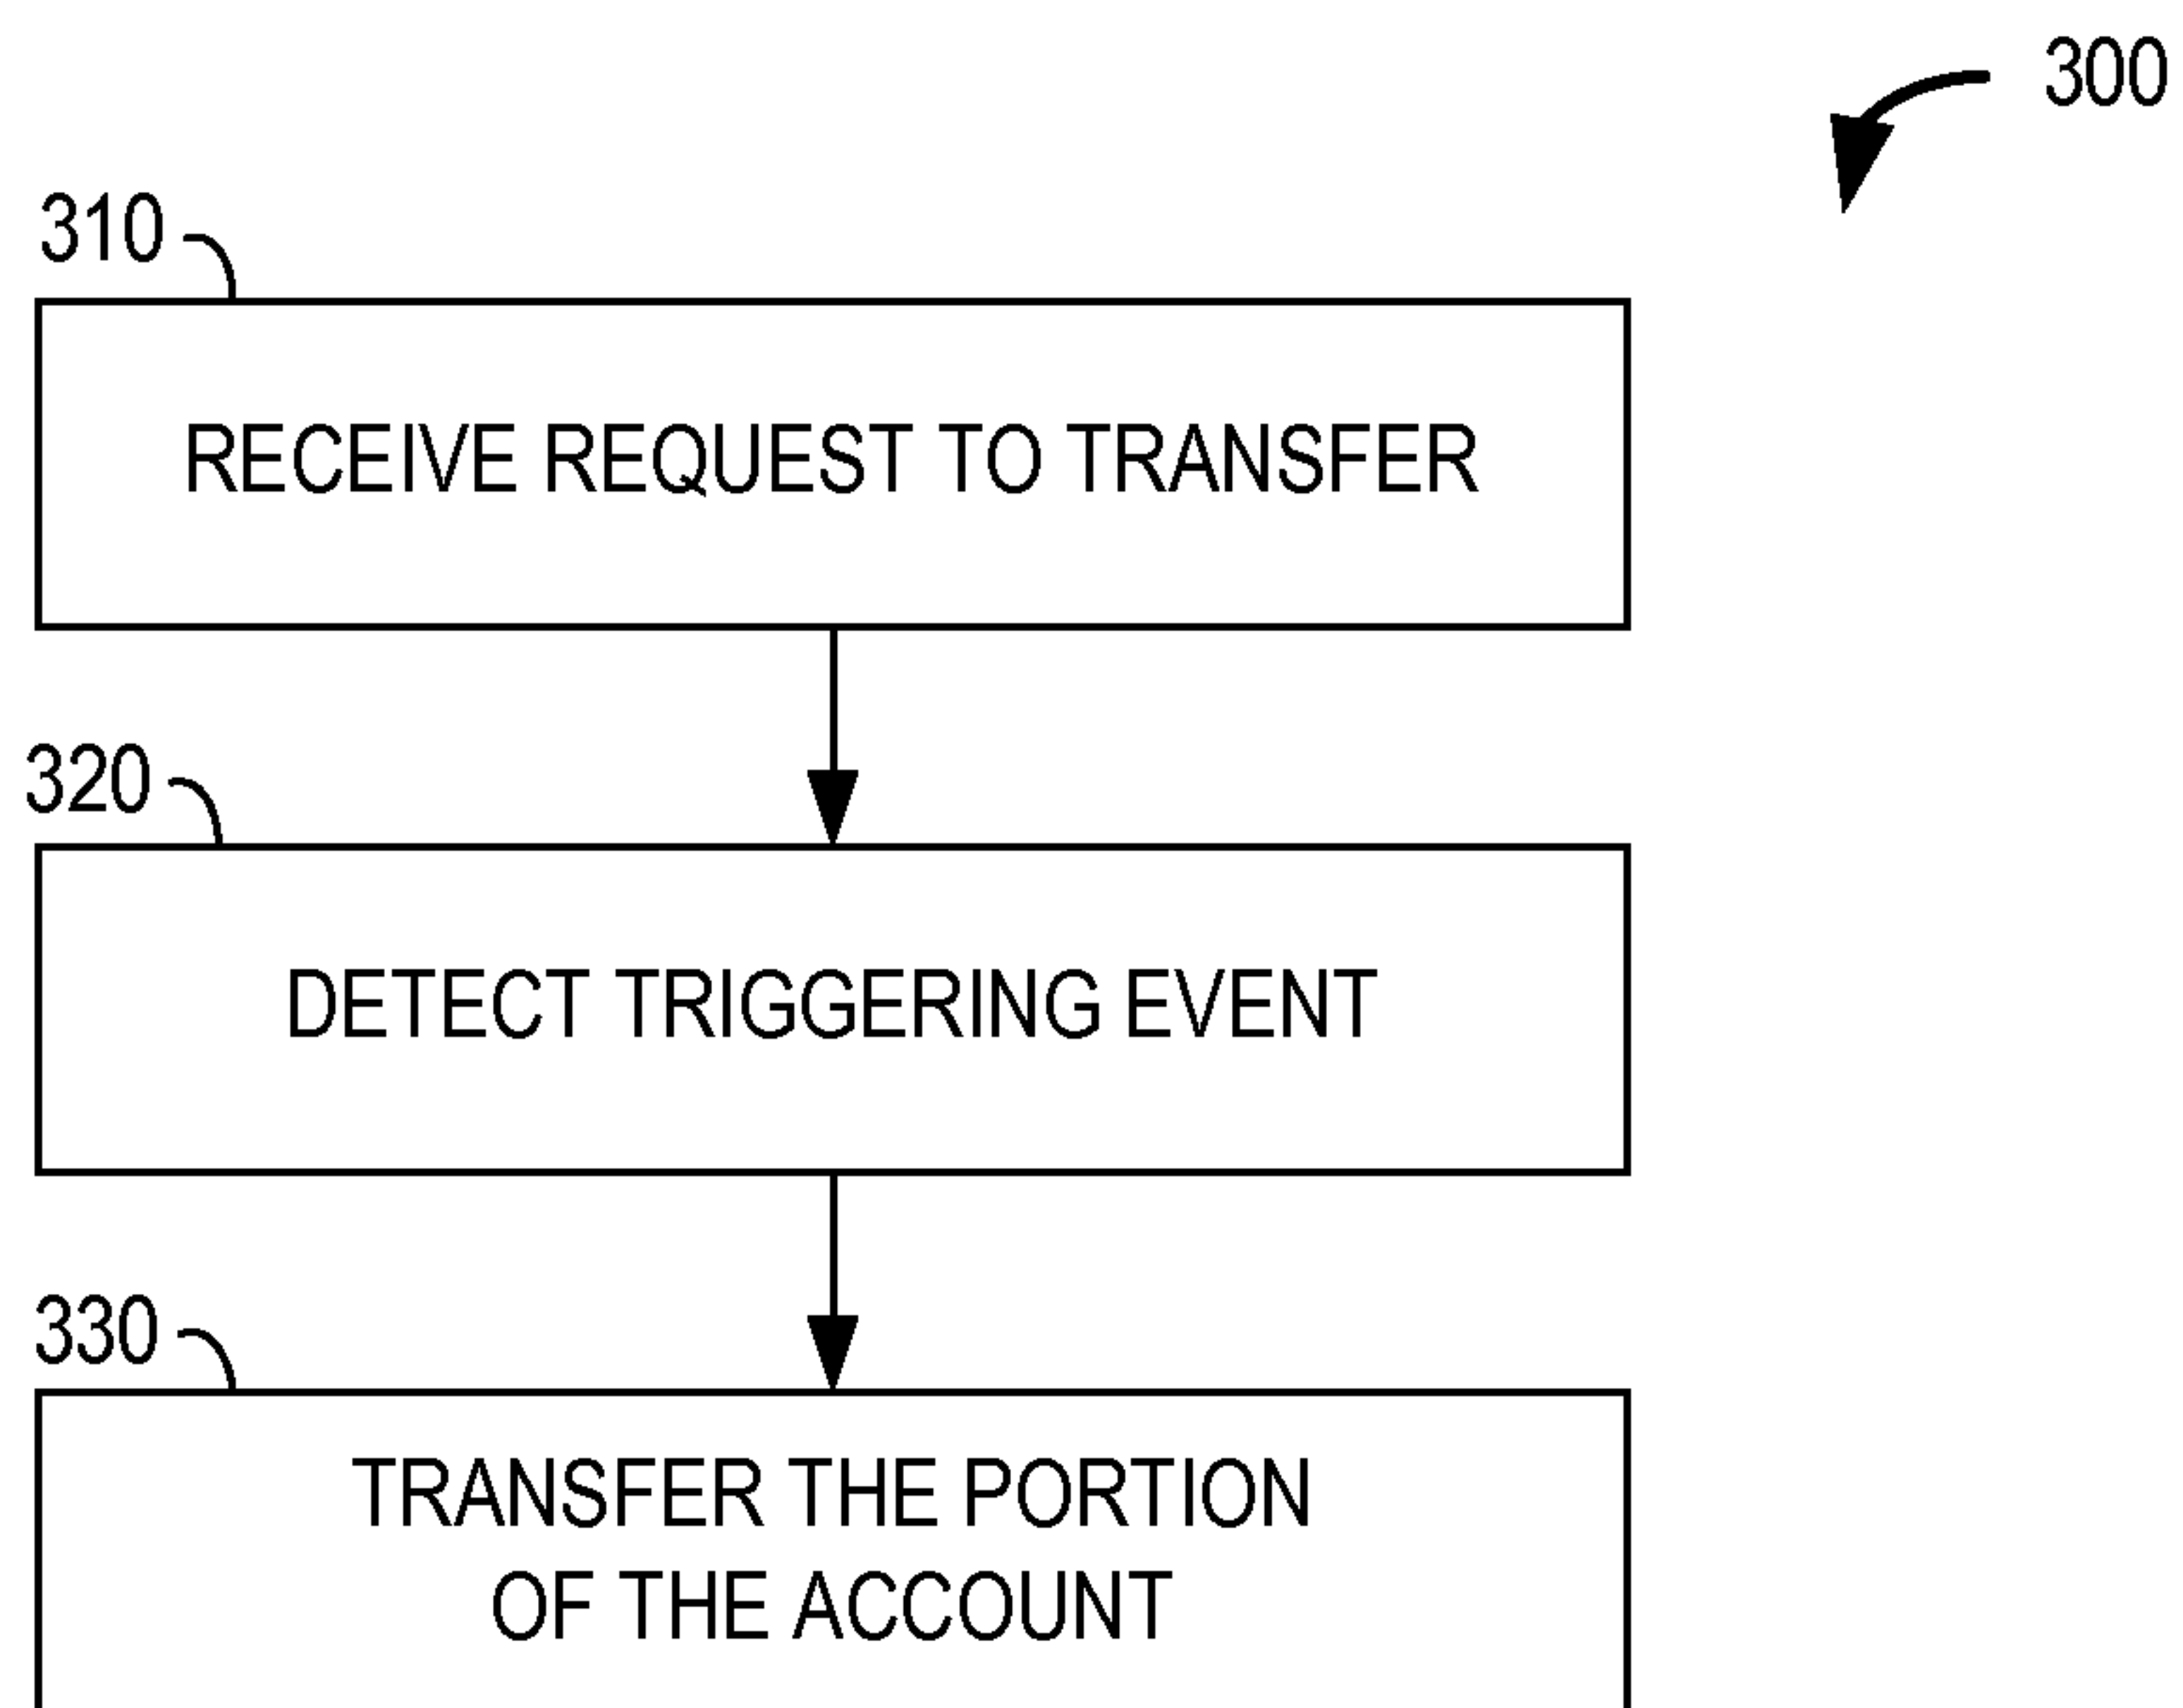 300
310
RECEIVE REQUEST TO TRANSFER
320
DETECT TRIGGERING EVENT
330
TRANSFER THE PORTION
OF THE ACCOUNT